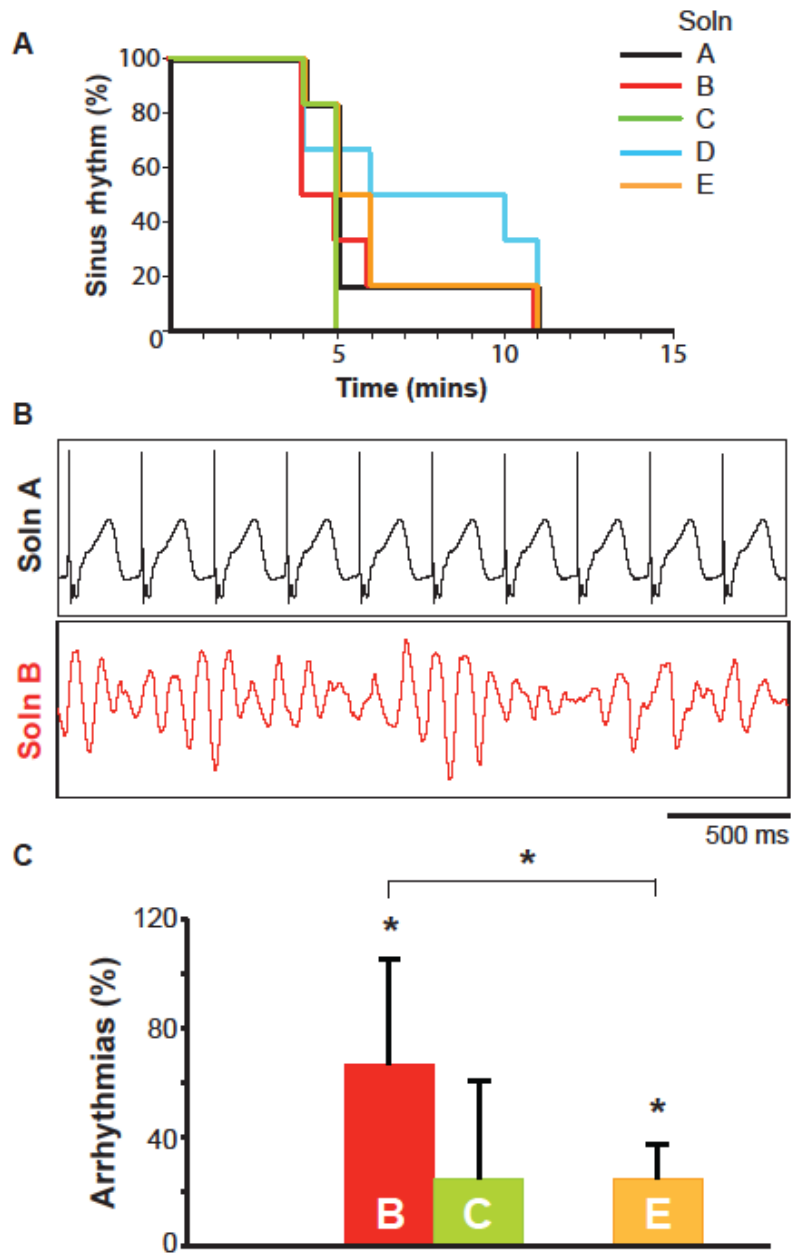 A
Soln
A
B
C
D
E
Sinus rhythm (%)
100
80
60
40
20
0
5
10
15
Time (mins)
B
Soln A
Soln B
500 ms
C
*
Arrhythmias (%)
120
80
40
0
*
*
B
C
E